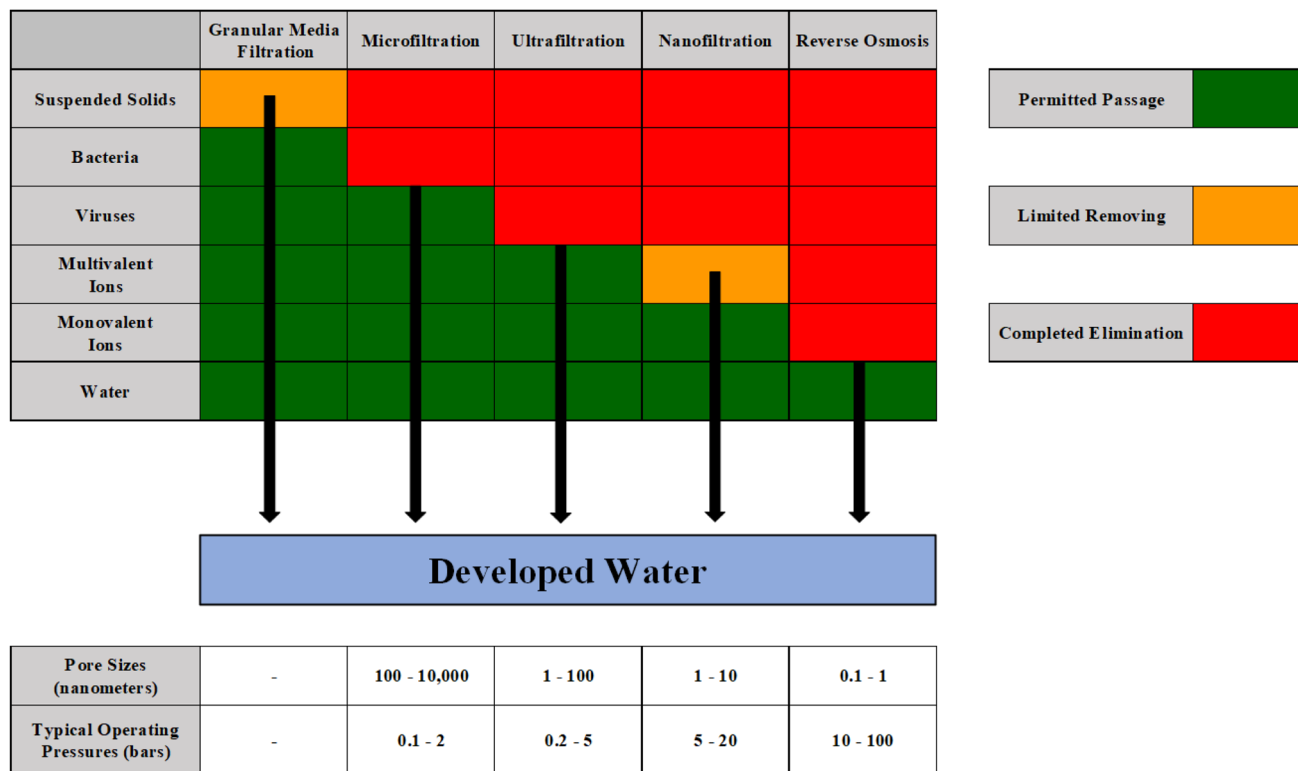 Granular Media
Filtration
Microfiltration
Ultrafiltration
Nanofiltration
Reverse Osmosis
Suspended Solids
Permitted Passage
Bacteria
Viruses
Limited Removing
Multivalent
Ions
Monovalent
Ions
Completed Elimination
Water
Developed Water
Pore Sizes
(nanometers)
-
100 - 10,000
1 - 100
1 - 10
0.1 - 1
Typical Operating
Pressures (bars)
-
0.1 - 2
0.2 - 5
5 - 20
10 - 100